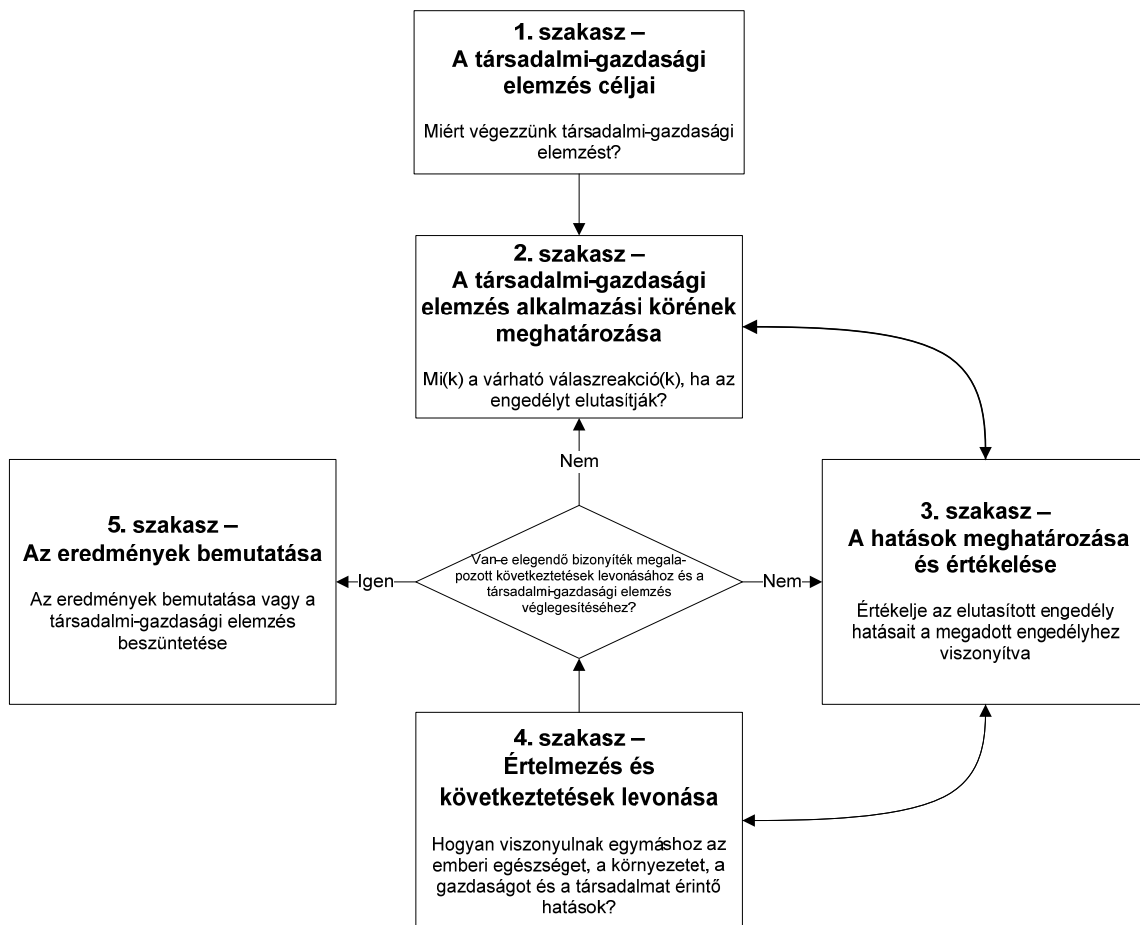 1. szakasz –
A társadalmi-gazdasági
elemzés céljai
Miért végezzünk társadalmi-gazdasági
elemzést?
2. szakasz –
A társadalmi-gazdasági
elemzés alkalmazási körének
meghatározása
Mi(k) a várható válaszreakció(k), ha az
engedélyt elutasítják?
Nem
5. szakasz –
Az eredmények bemutatása
Az eredmények bemutatása vagy a
társadalmi-gazdasági elemzés
beszüntetése
Igen
Van-e elegendő bizonyíték megala-
pozott következtetések levonásához és a
társadalmi-gazdasági elemzés
véglegesítéséhez?
Nem
3. szakasz –
A hatások meghatározása
és értékelése
Értékelje az elutasított engedély
hatásait a megadott engedélyhez
viszonyítva
4. szakasz –
Értelmezés és
következtetések levonása
Hogyan viszonyulnak egymáshoz az
emberi egészséget, a környezetet, a
gazdaságot és a társadalmat érintő
hatások?